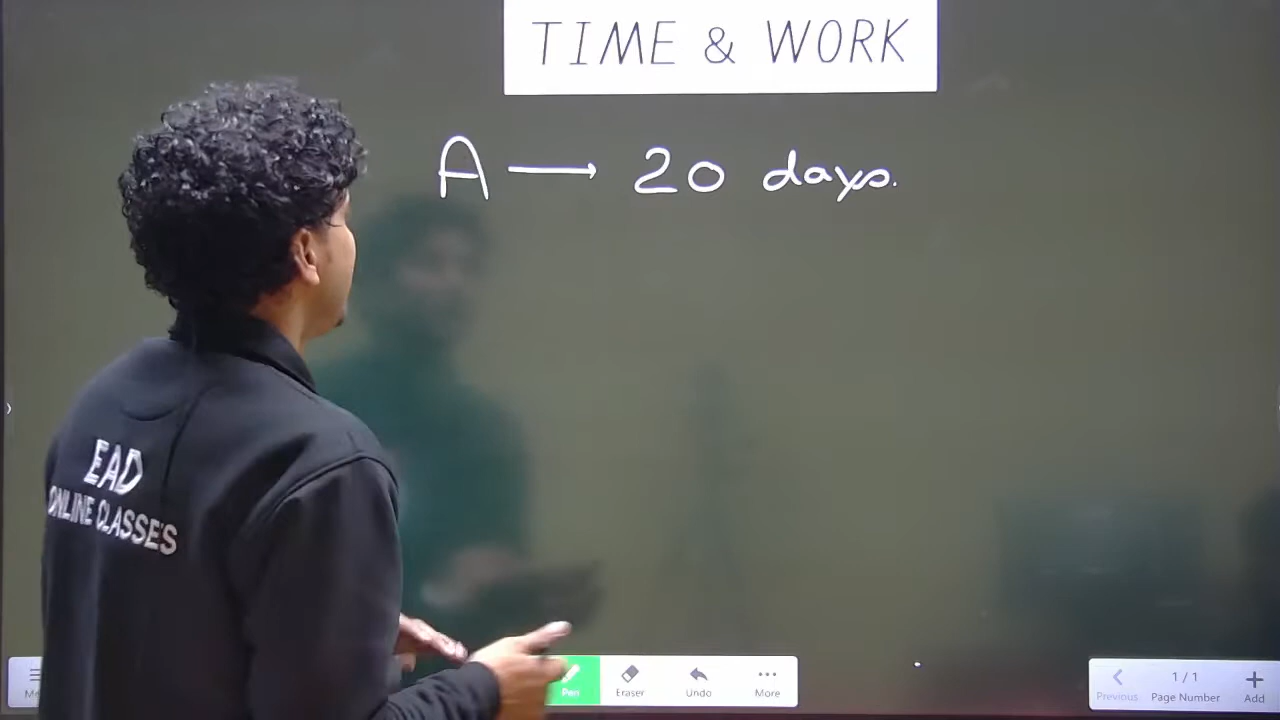 TIME & WORK
A → 20 days.
EAD
ONLINE CLASSES
Pen
Eraser
Undo
More
Previous
1 / 1
Page Number
Add